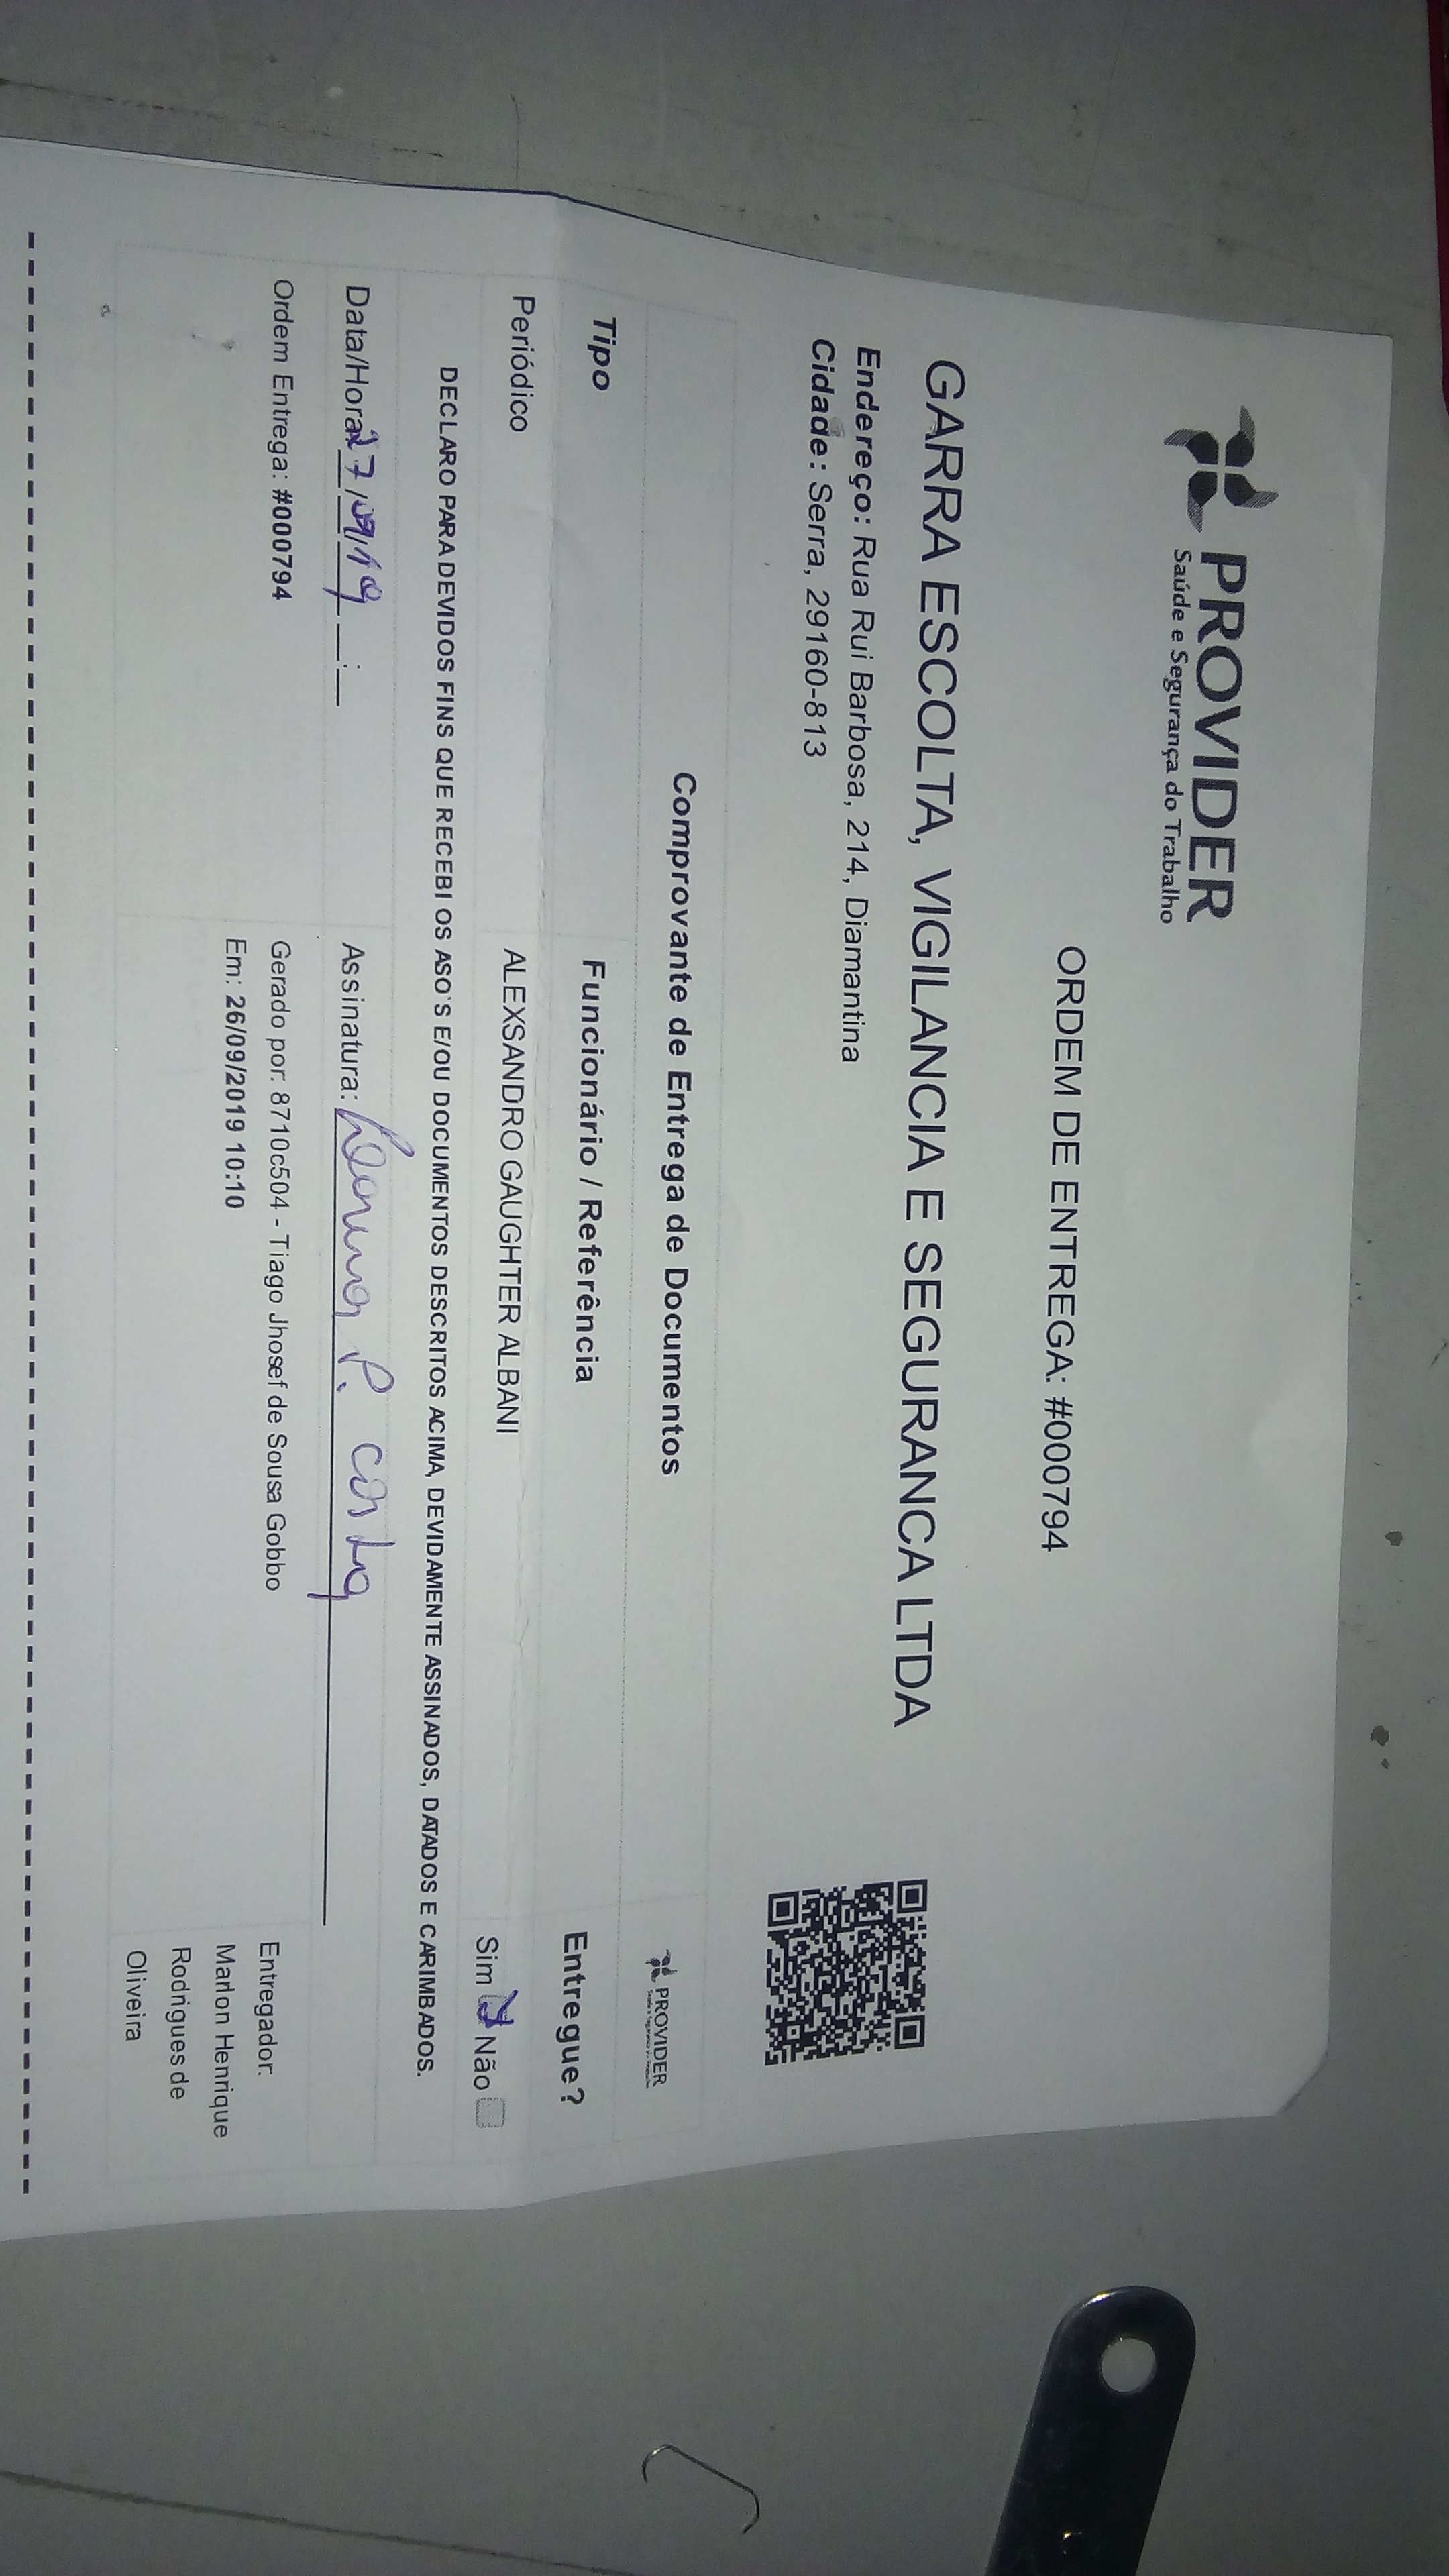 PROVIDER
Saúde e Segurança do Trabalho
ORDEM DE ENTREGA: #000794
GARRA ESCOLTA, VIGILANCIA E SEGURANCA LTDA
Endereço: Rua Rui Barbosa, 214, Diamantina
Cidade: Serra, 29160-813
Comprovante de Entrega de Documentos
PROVIDER
Tipo Funcionário / Referência Entregue?
Periódico ALEXSANDRO GAUGHTER ALBANI Sim Não
DECLARO PARA DEVIDOS FINS QUE RECEBI OS ASO`S E/OU DOCUMENTOS DESCRITOS ACIMA, DEVIDAMENTE ASSINADOS, DATADOS E CARIMBADOS.
Data/Hora: 27/09/19 __:__ Assinatura: P. Costa
Ordem Entrega: #000794 Gerado por: 8710c504 - Tiago Jhosef de Sousa Gobbo
Em: 26/09/2019 10:10
Entregador:
Marlon Henrique
Rodrigues de
Oliveira